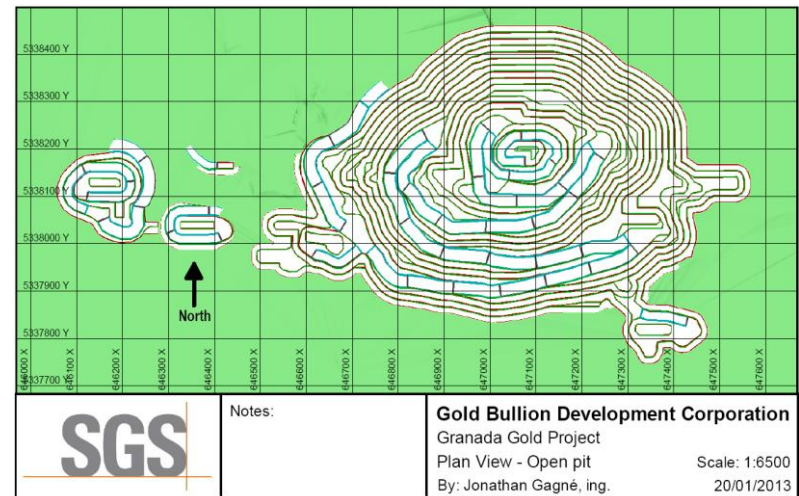 5338400 Y
5338300 Y
5338200 Y
5338100 Y
5338000 Y
5337900 Y
5337800 Y
5337700 Y
North
646000 X
646100 X
646200 X
646300 X
646400 X
646500 X
646600 X
646700 X
646800 X
646900 X
647000 X
647100 X
647200 X
647300 X
647400 X
647500 X
647600 X
SGS
Notes:
Gold Bullion Development Corporation
Granada Gold Project
Plan View - Open pit Scale: 1:6500
By: Jonathan Gagné, ing. 20/01/2013